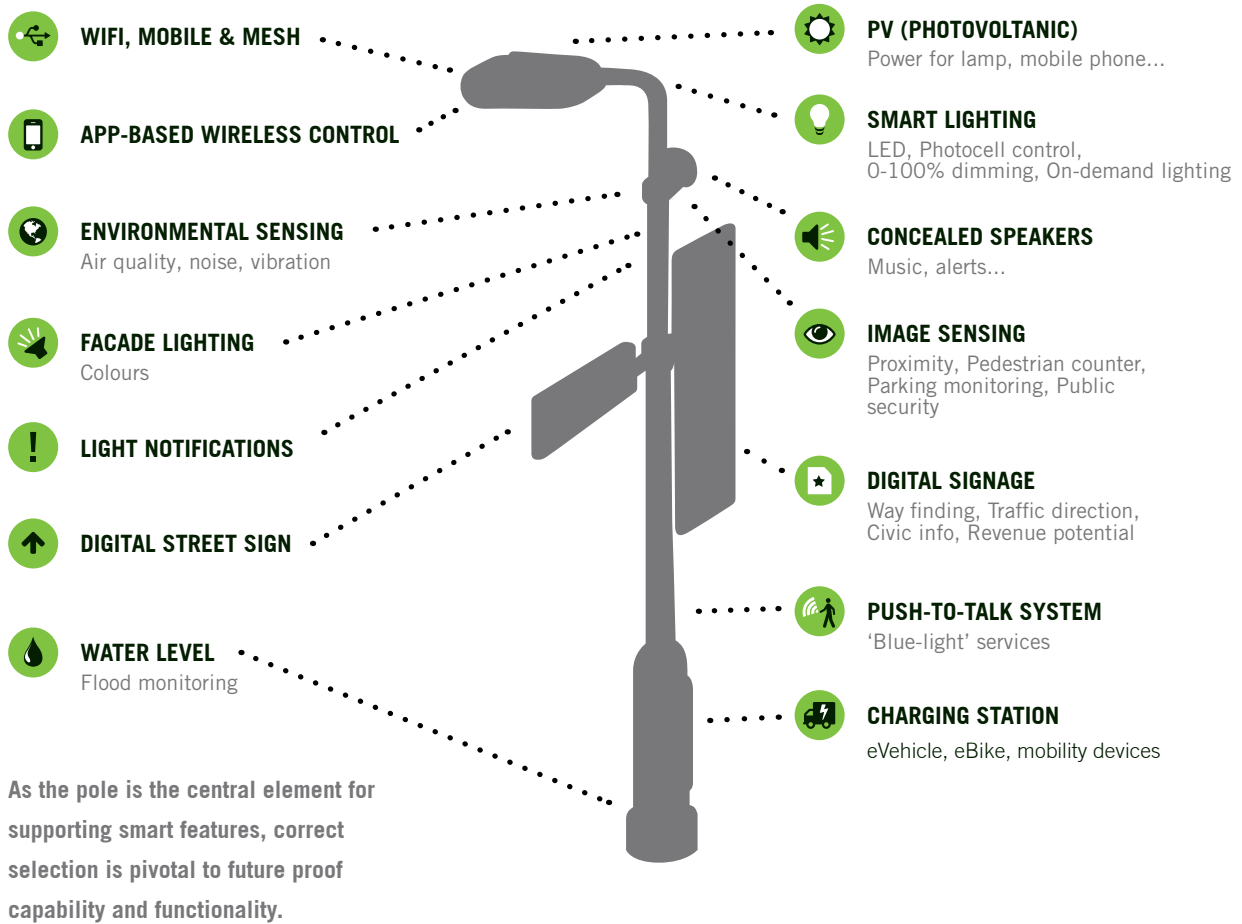 WIFI, MOBILE & MESH
APP-BASED WIRELESS CONTROL
ENVIRONMENTAL SENSING
Air quality, noise, vibration
FACADE LIGHTING
Colours
!
LIGHT NOTIFICATIONS
DIGITAL STREET SIGN
WATER LEVEL
Flood monitoring
As the pole is the central element for
supporting smart features, correct
selection is pivotal to future proof
capability and functionality.
PV (PHOTOVOLTANIC)
Power for lamp, mobile phone...
SMART LIGHTING
LED, Photocell control,
0-100% dimming, On-demand lighting
CONCEALED SPEAKERS
Music, alerts...
IMAGE SENSING
Proximity, Pedestrian counter,
Parking monitoring, Public
security
DIGITAL SIGNAGE
Way finding, Traffic direction,
Civic info, Revenue potential
PUSH-TO-TALK SYSTEM
‘Blue-light’ services
CHARGING STATION
eVehicle, eBike, mobility devices